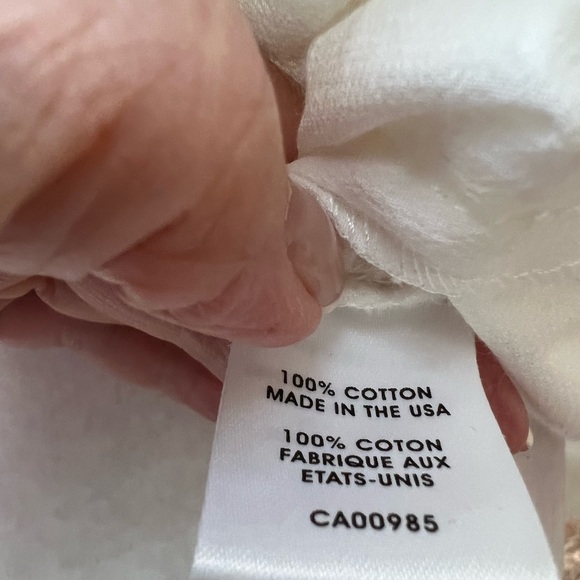 100% COTTON
MADE IN THE USA
100% COTON
FABRIQUE AUX
ETATS-UNIS
CA00985